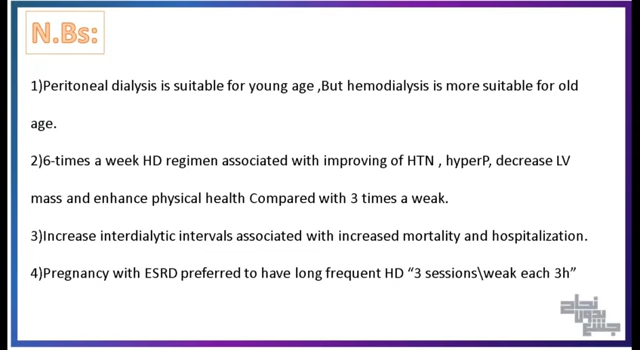 N.Bs:
1)Peritoneal dialysis is suitable for young age ,But hemodialysis is more suitable for old
age.
2)6-times a week HD regimen associated with improving of HTN , hyperP, decrease LV
mass and enhance physical health Compared with 3 times a weak.
3)Increase interdialytic intervals associated with increased mortality and hospitalization.
4)Pregnancy with ESRD preferred to have long frequent HD “3 sessions\weak each 3h”
نجاح
بدون
جشع